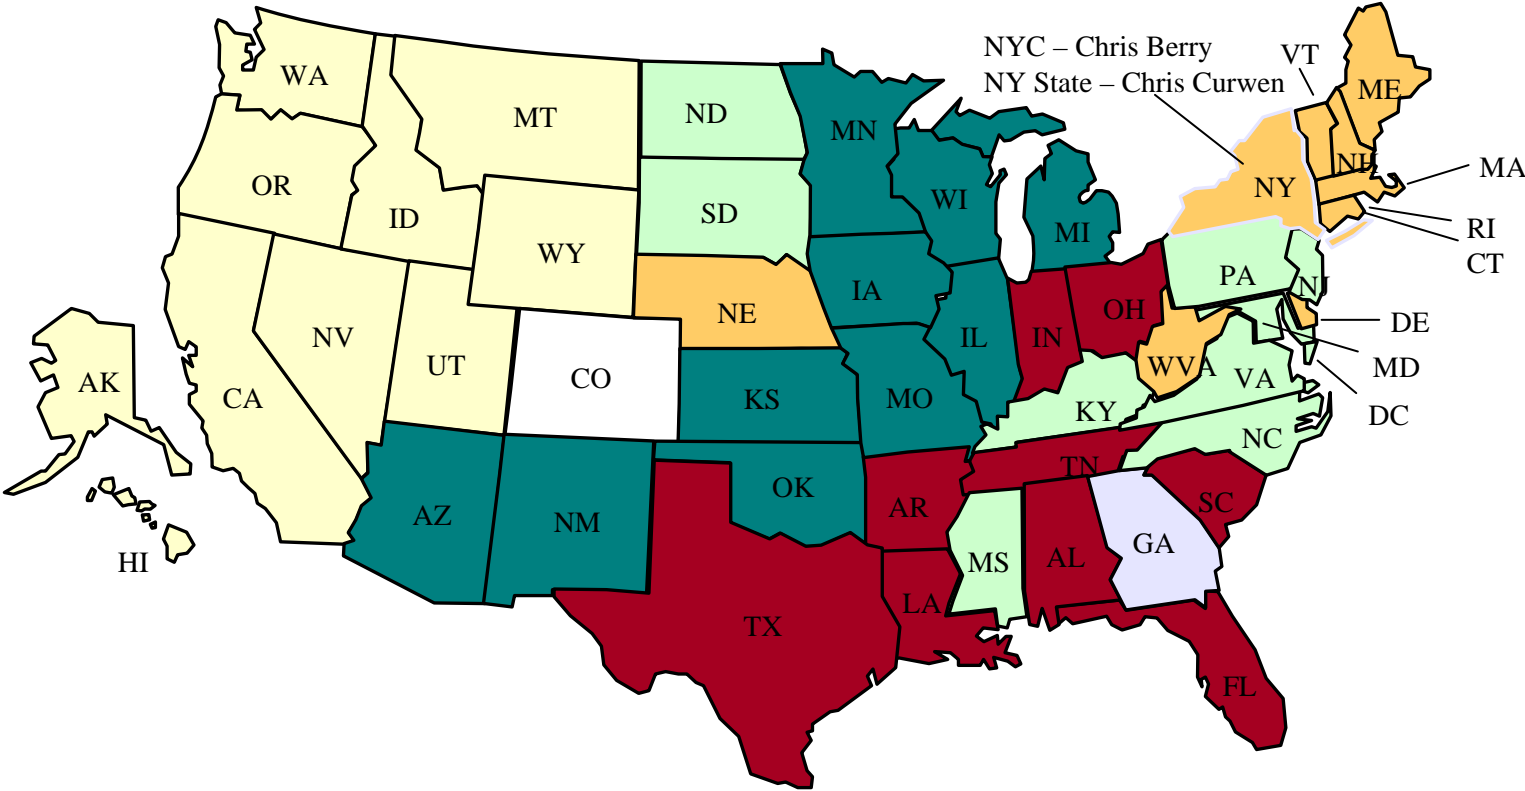 NYC – Chris Berry
NY State – Chris Curwen
VT
WA
ME
MT
ND
MN
NH
MA
OR
NY
WI
ID
SD
MI
RI
WY
CT
PA
NJ
IA
OH
NE
DE
NV
IL
IN
UT
WVA
MD
AK
CO
VA
CA
KS
MO
KY
DC
NC
TN
OK
AR
SC
AZ
NM
GA
HI
MS
AL
LA
TX
FL